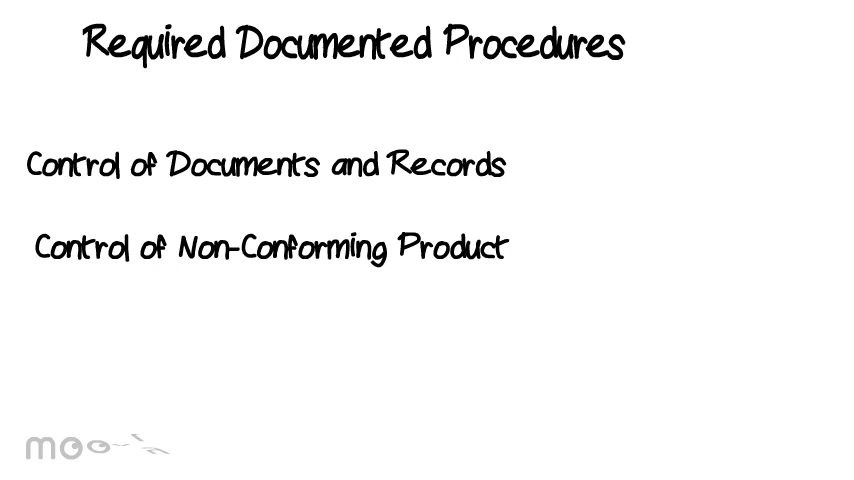 Required Documented Procedures
Control of Documents and Records
Control of Non-Conforming Product